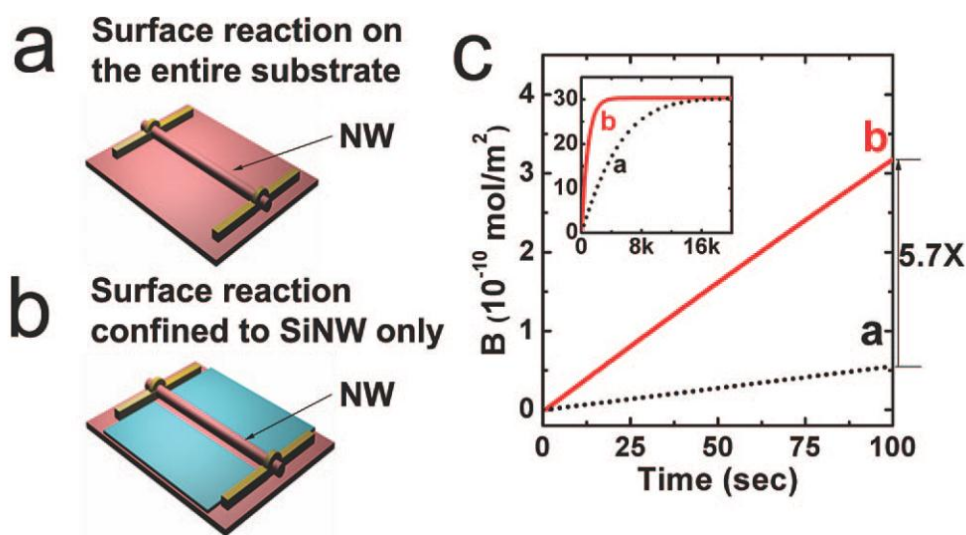 a
Surface reaction on
the entire substrate
NW
b
Surface reaction
confined to SiNW only
NW
c
B (10⁻¹⁰ mol/m²)
4
3
2
1
0
0 25 50 75 100
Time (sec)
b
a
5.7X
30
20
10
0
0 8k 16k
b
a